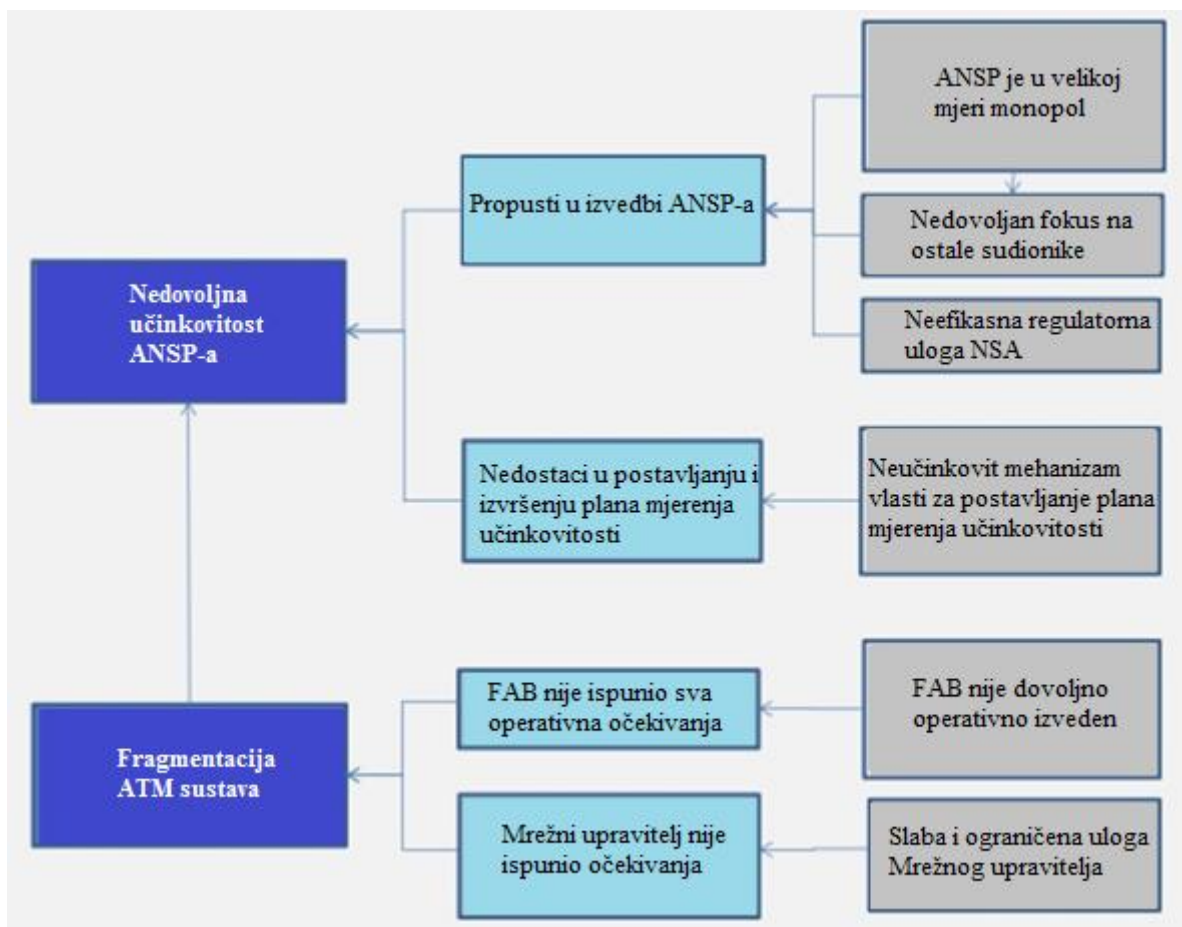 ANSP je u velikoj
mjeri monopol
Propusti u izvedbi ANSP-a
Nedovoljan fokus na
ostale sudionike
Nedovoljna
učinkovitost
ANSP-a
Neefikasna regulatorna
uloga NSA
Nedostaci u postavljanju i
izvršenju plana mjerenja
učinkovitosti
Neučinkovit mehanizam
vlasti za postavljanje plana
mjerenja učinkovitosti
FAB nije ispunio sva
operativna očekivanja
FAB nije dovoljno
operativno izveden
Fragmentacija
ATM sustava
Mrežni upravitelj nije
ispunio očekivanja
Slaba i ograničena uloga
Mrežnog upravitelja